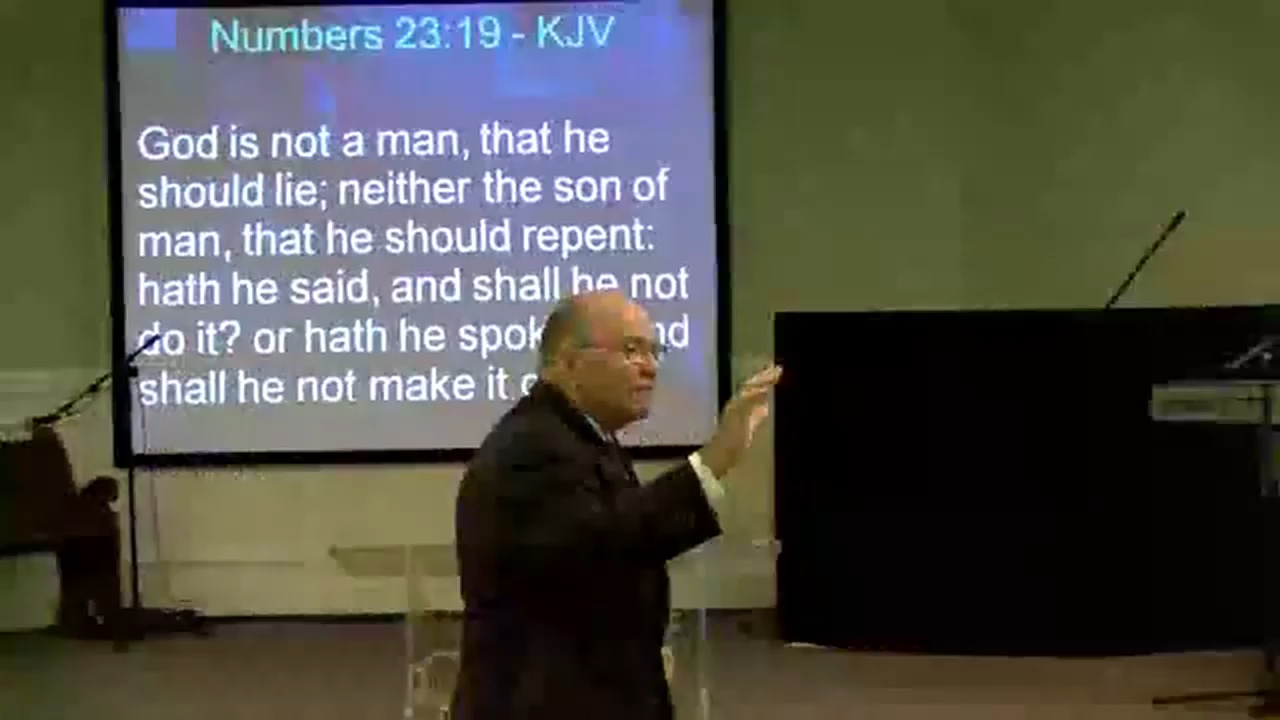 Numbers 23:19 - KJV
God is not a man, that he
should lie; neither the son of
man, that he should repent:
hath he said, and shall he not
do it? or hath he
shall he not make it